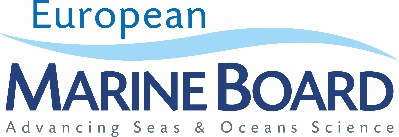 European
MARINE BOARD
Advancing Seas & Oceans Science